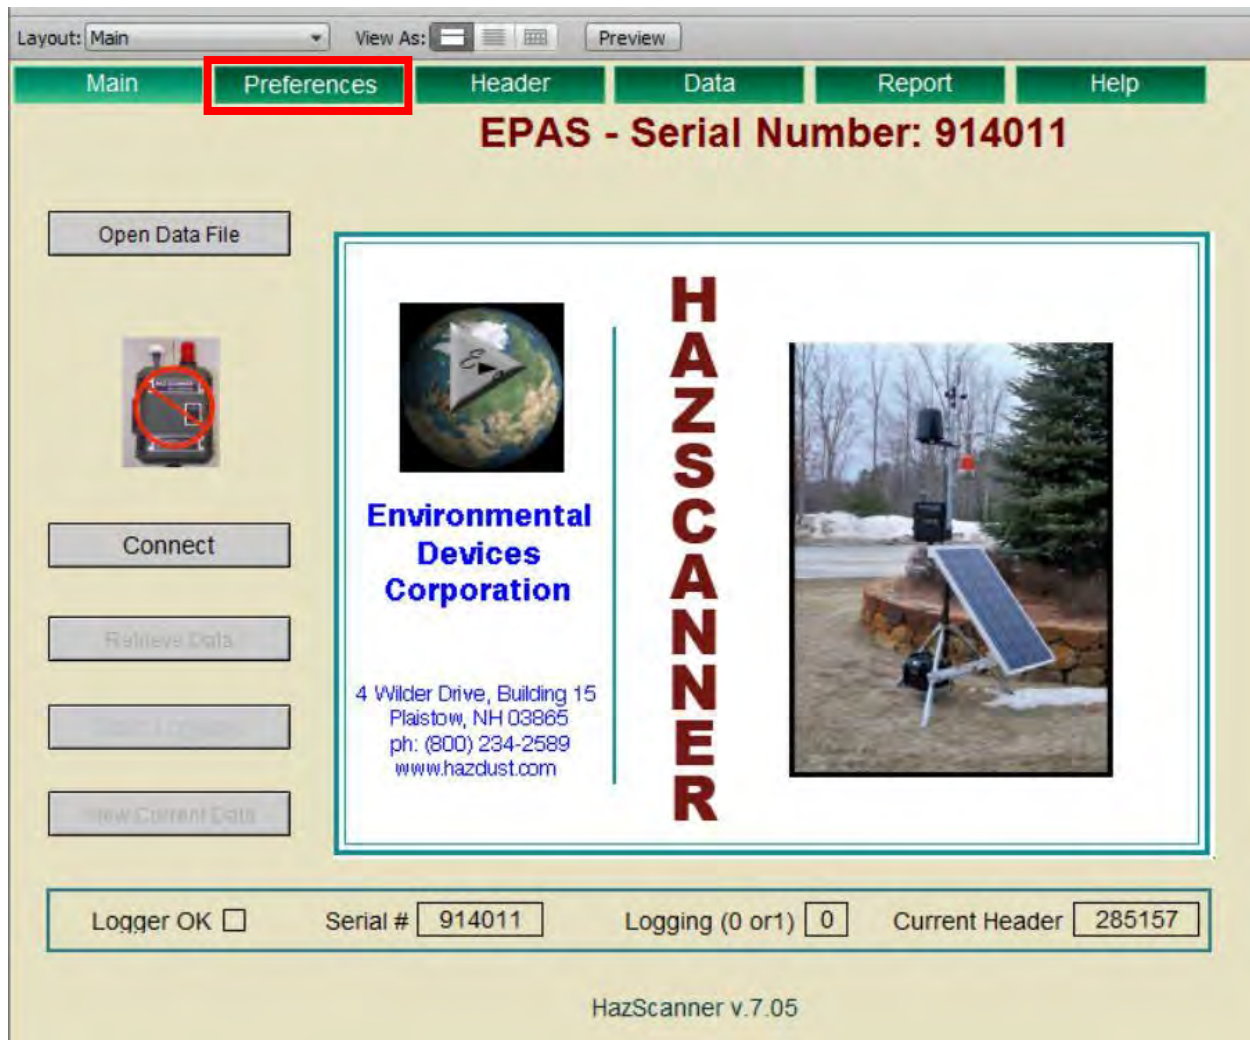 Layout: Main View As: Preview
Main Preferences Header Data Report Help
EPAS - Serial Number: 914011
Open Data File
Connect
Retrieve Data
View Current Data
Environmental
Devices
Corporation
4 Wilder Drive, Building 15
Plaistow, NH 03865
ph: (800) 234-2589
www.hazdust.com
HAZSCANNER
Logger OK Serial # 914011 Logging (0 or1) 0 Current Header 285157
HazScanner v.7.05